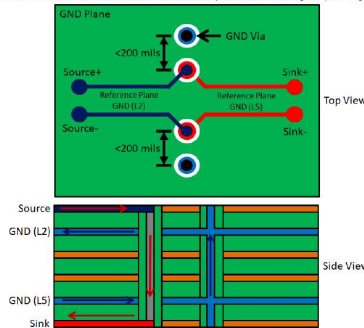 GND Plane
GND Via
<200 mils
Source+
Sink+
Reference Plane
GND (L2)
Reference Plane
GND (L5)
Top View
Source-
Sink-
<200 mils
Source
GND (L2)
Side View
GND (L5)
Sink